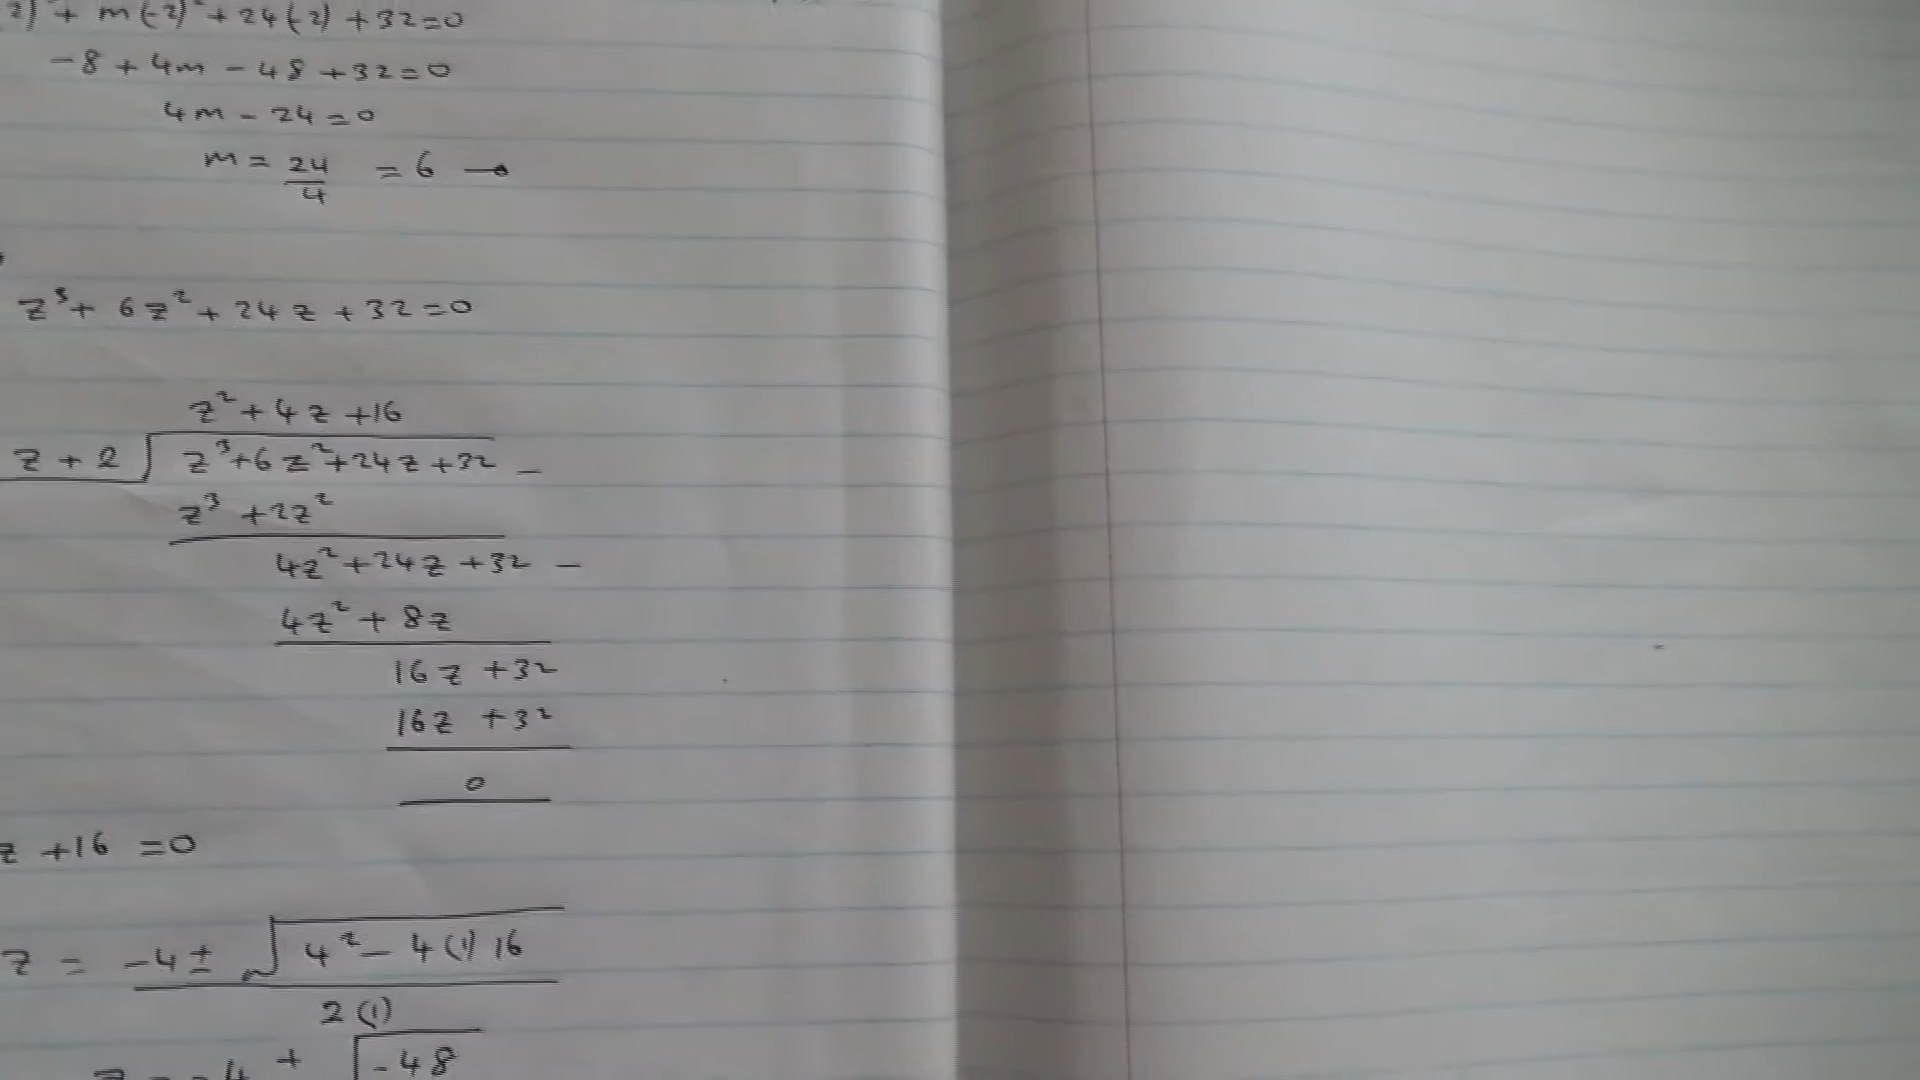 2) + m(-2)² + 24(-2) + 32=0
-8 + 4m - 48 +32=0
4m - 24=0
m = 24/4 = 6
z³+ 6z²+ 24z +32=0
z²+4z+16
z + 2 √ z³+6z²+24z+32 -
z³ +2z²
4z²+24z+32 -
4z² + 8z
16z +32
16z +32
0
z +16 =0
z = -4± √4²- 4(1)16
2(1)
z = -4 ± √-48